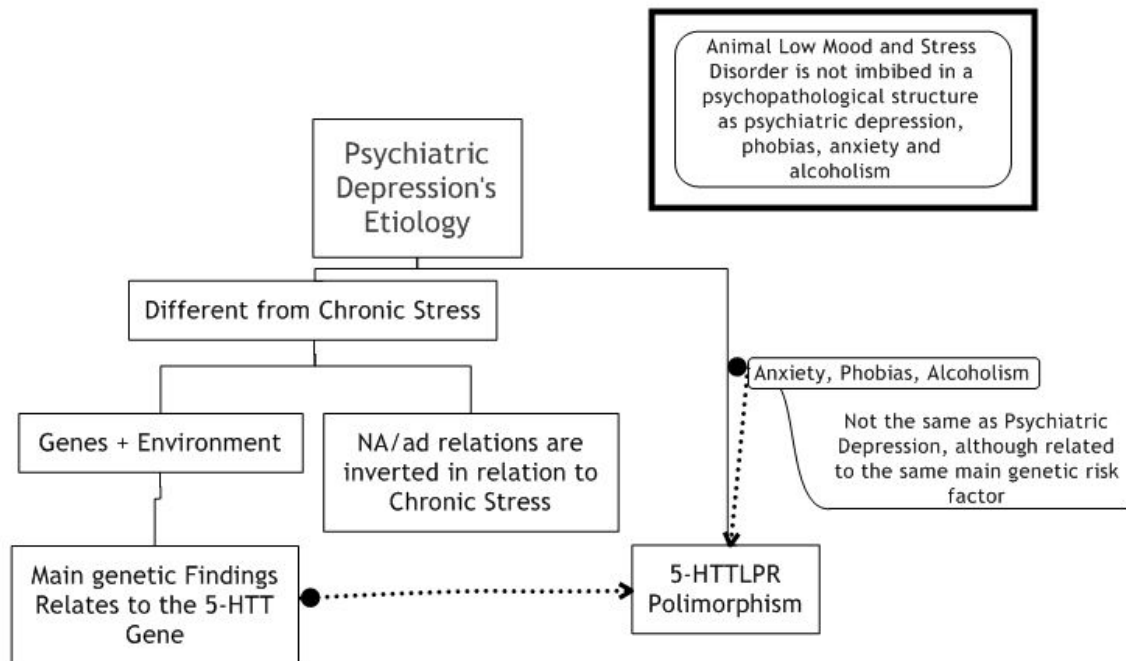 Animal Low Mood and Stress
Disorder is not imbibed in a
psychopathological structure
as psychiatric depression,
phobias, anxiety and
alcoholism
Psychiatric
Depression's
Etiology
Different from Chronic Stress
Anxiety, Phobias, Alcoholism
Genes + Environment
NA/ad relations are
inverted in relation to
Chronic Stress
Not the same as Psychiatric
Depression, although related
to the same main genetic risk
factor
Main genetic Findings
Relates to the 5-HTT
Gene
5-HTTLPR
Polimorphism